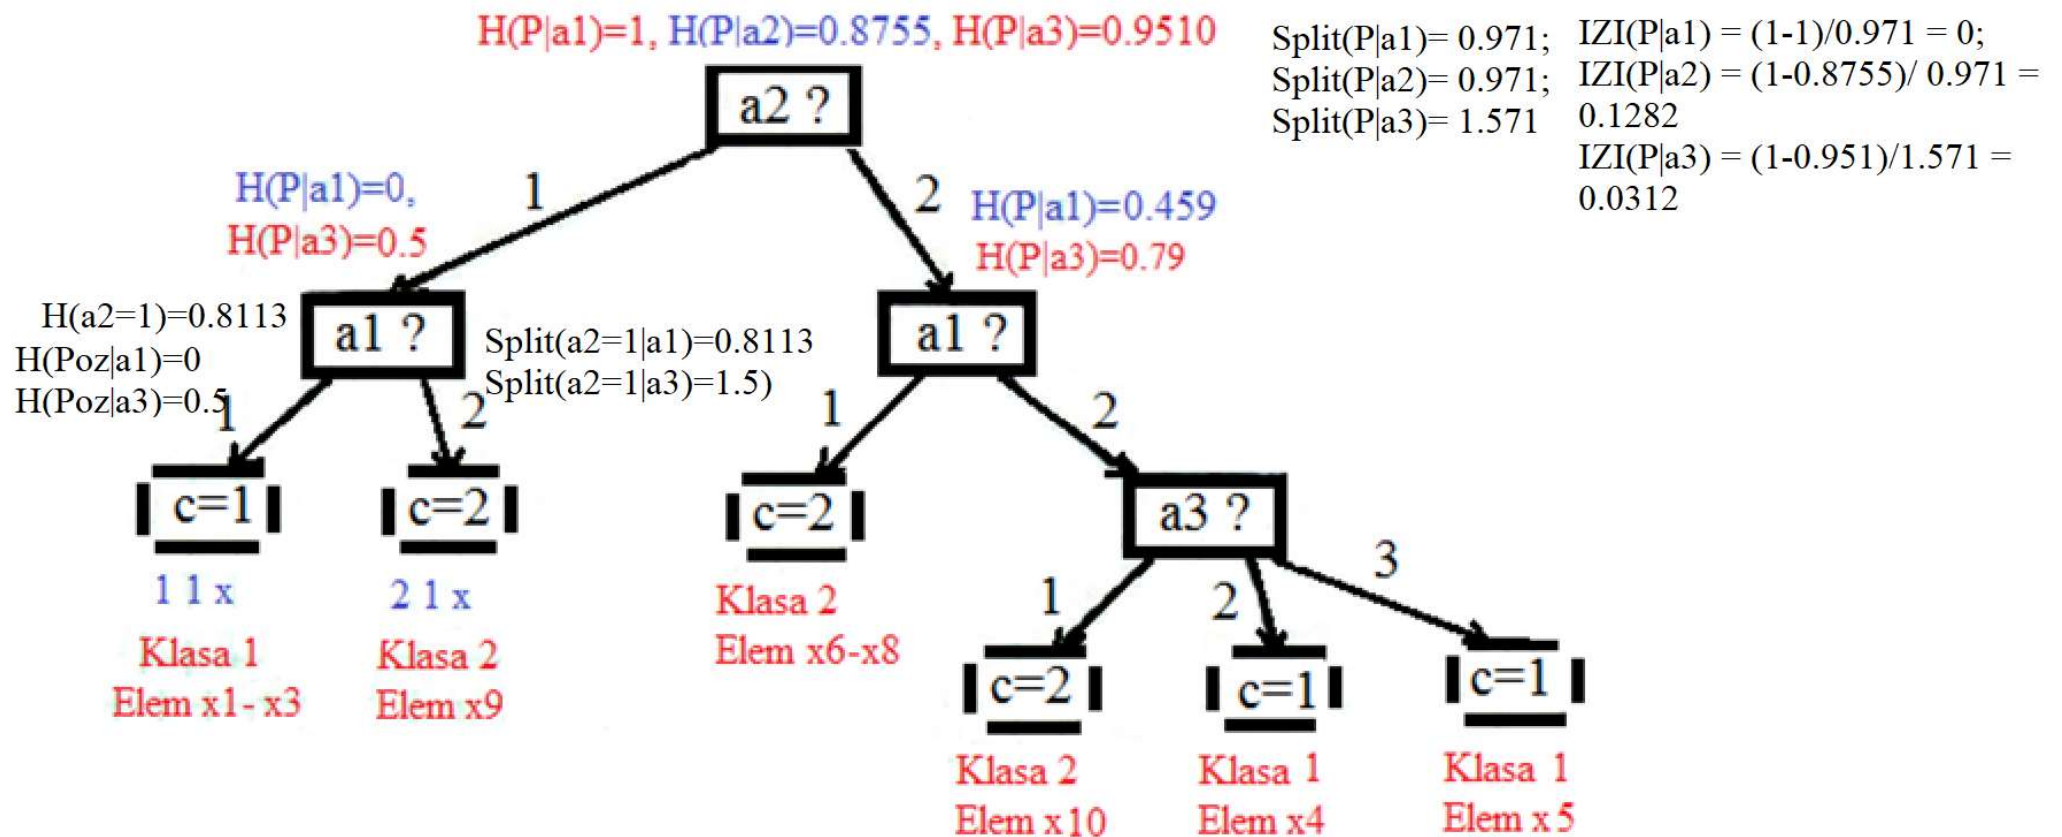 H(P|a1)=1, H(P|a2)=0.8755, H(P|a3)=0.9510
Split(P|a1)= 0.971;
Split(P|a2)= 0.971;
Split(P|a3)= 1.571
IZI(P|a1) = (1-1)/0.971 = 0;
IZI(P|a2) = (1-0.8755)/ 0.971 =
0.1282
IZI(P|a3) = (1-0.951)/1.571 =
0.0312
a2 ?
1
2
H(P|a1)=0,
H(P|a3)=0.5
H(P|a1)=0.459
H(P|a3)=0.79
H(a2=1)=0.8113
H(Poz|a1)=0
H(Poz|a3)=0.5
a1 ?
Split(a2=1|a1)=0.8113
Split(a2=1|a3)=1.5)
a1 ?
1
2
1
2
c=1
c=2
c=2
a3 ?
1 1 x
2 1 x
Klasa 1
Elem x1- x3
Klasa 2
Elem x9
Klasa 2
Elem x6-x8
1
2
3
c=2
c=1
c=1
Klasa 2
Elem x10
Klasa 1
Elem x4
Klasa 1
Elem x5